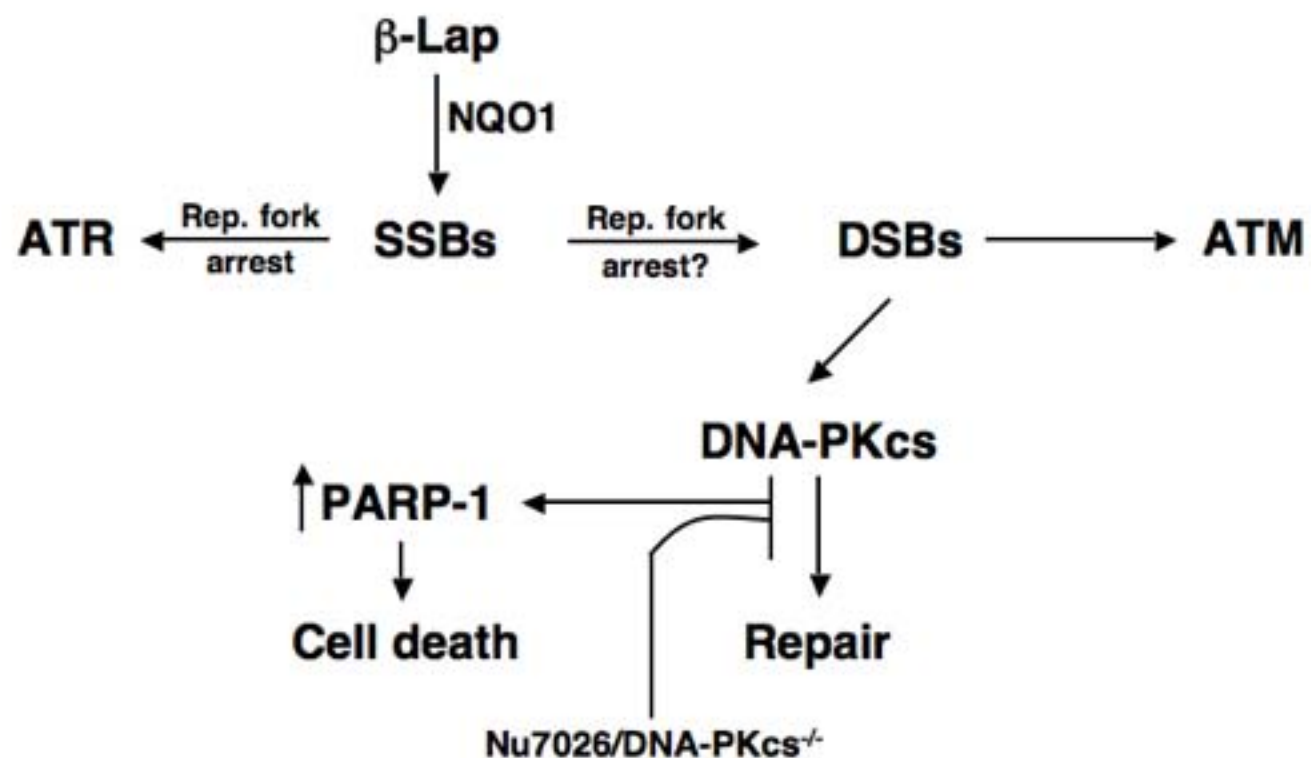 β-Lap
NQO1
ATR
Rep. fork
arrest
SSBs
Rep. fork
arrest?
DSBs
ATM
DNA-PKcs
PARP-1
Cell death
Repair
Nu7026/DNA-PKcs-/-